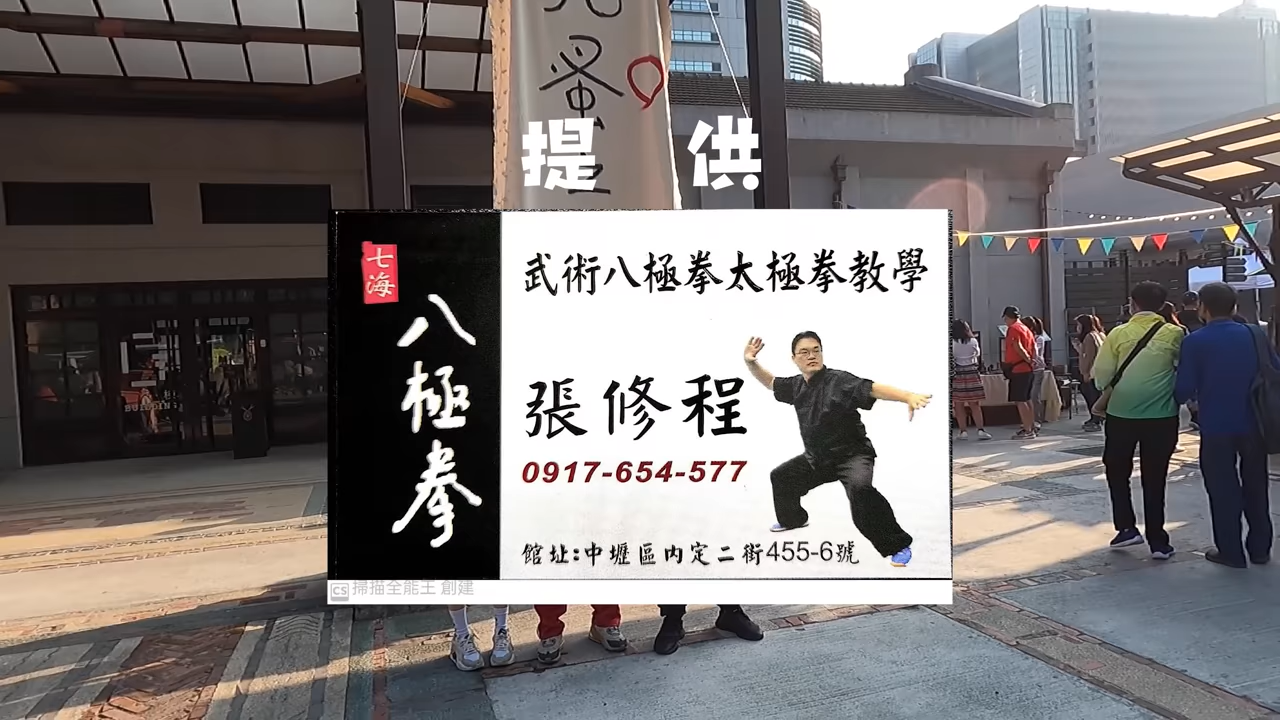 蚤
提 供
七海
八極拳
武術八極拳太極拳教學
張修程
0917-654-577
館址:中壢區內定二街455-6號
CS 掃描全能王 創建